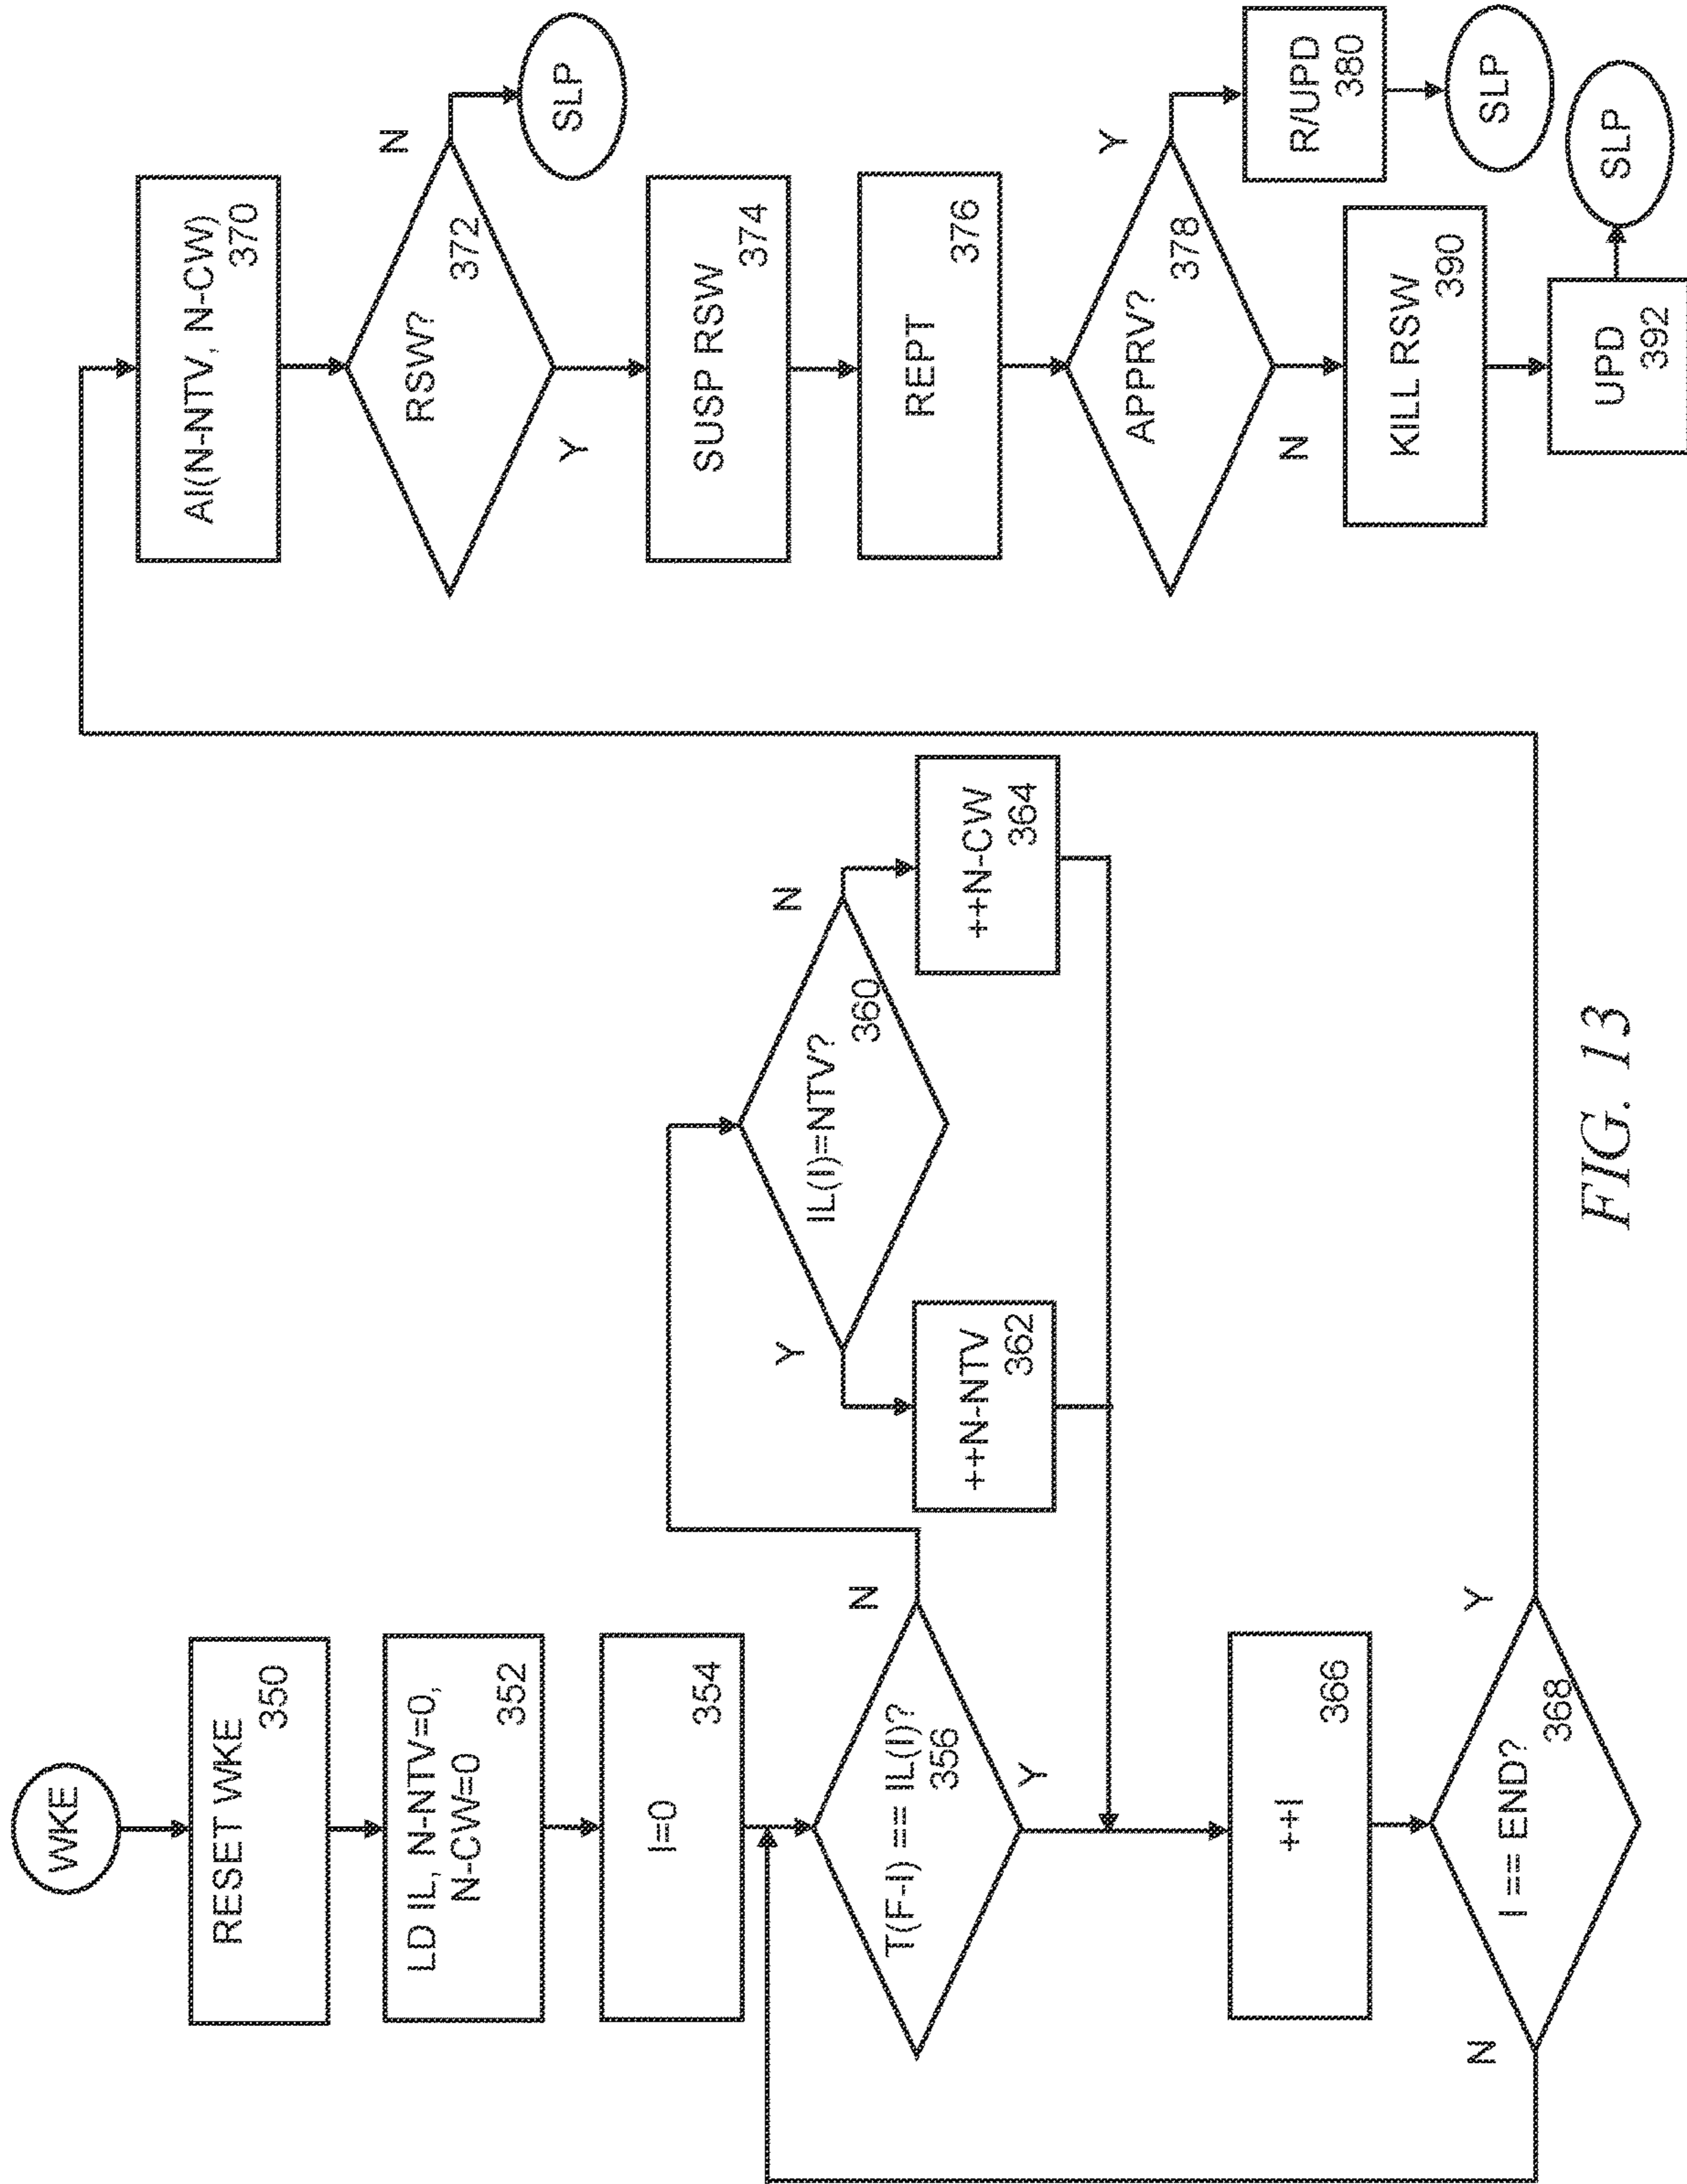 WKE
RESET WKE
350
LD IL, N-NTV=0,
N-CW=0
352
I=0
354
T(F-I) == IL(I)?
356
N
Y
IL(I)=NTV?
360
Y
N
++N-NTV
362
++N-CW
364
++I
366
I == END?
368
N
Y
AI(N-NTV, N-CW)
370
RSW?
372
N
SLP
Y
SUSP RSW
374
REPT
376
APPRV?
378
Y
R/UPD
380
SLP
N
KILL RSW
390
UPD
392
SLP
FIG. 13